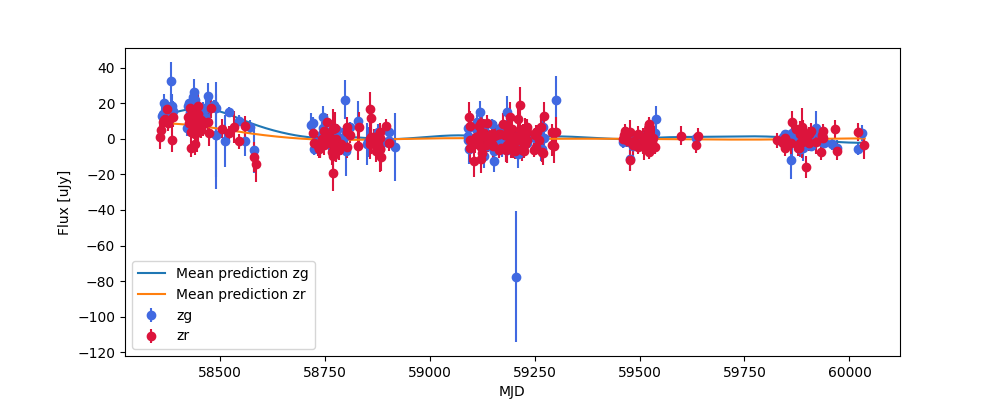 40
20
0
−20
−40
−60
−80
−100
−120
Flux [uJy]
Mean prediction zg
Mean prediction zr
zg
zr
58500 58750 59000 59250 59500 59750 60000
MJD